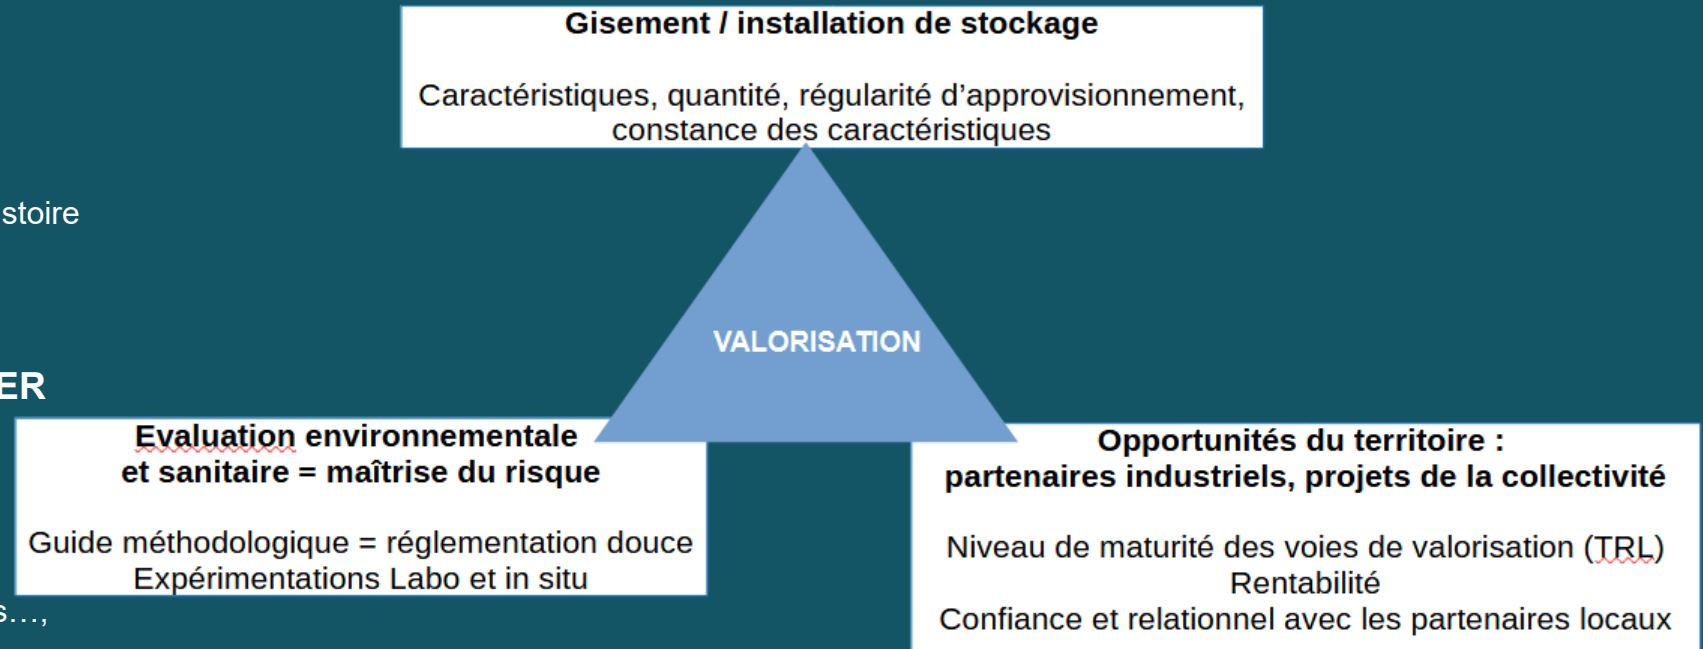 Gisement / installation de stockage
Caractéristiques, quantité, régularité d’approvisionnement,
constance des caractéristiques
stoire
VALORISATION
ER
Evaluation environnementale
et sanitaire = maîtrise du risque
Guide méthodologique = réglementation douce
Expérimentations Labo et in situ
s…,
Opportunités du territoire :
partenaires industriels, projets de la collectivité
Niveau de maturité des voies de valorisation (TRL)
Rentabilité
Confiance et relationnel avec les partenaires locaux